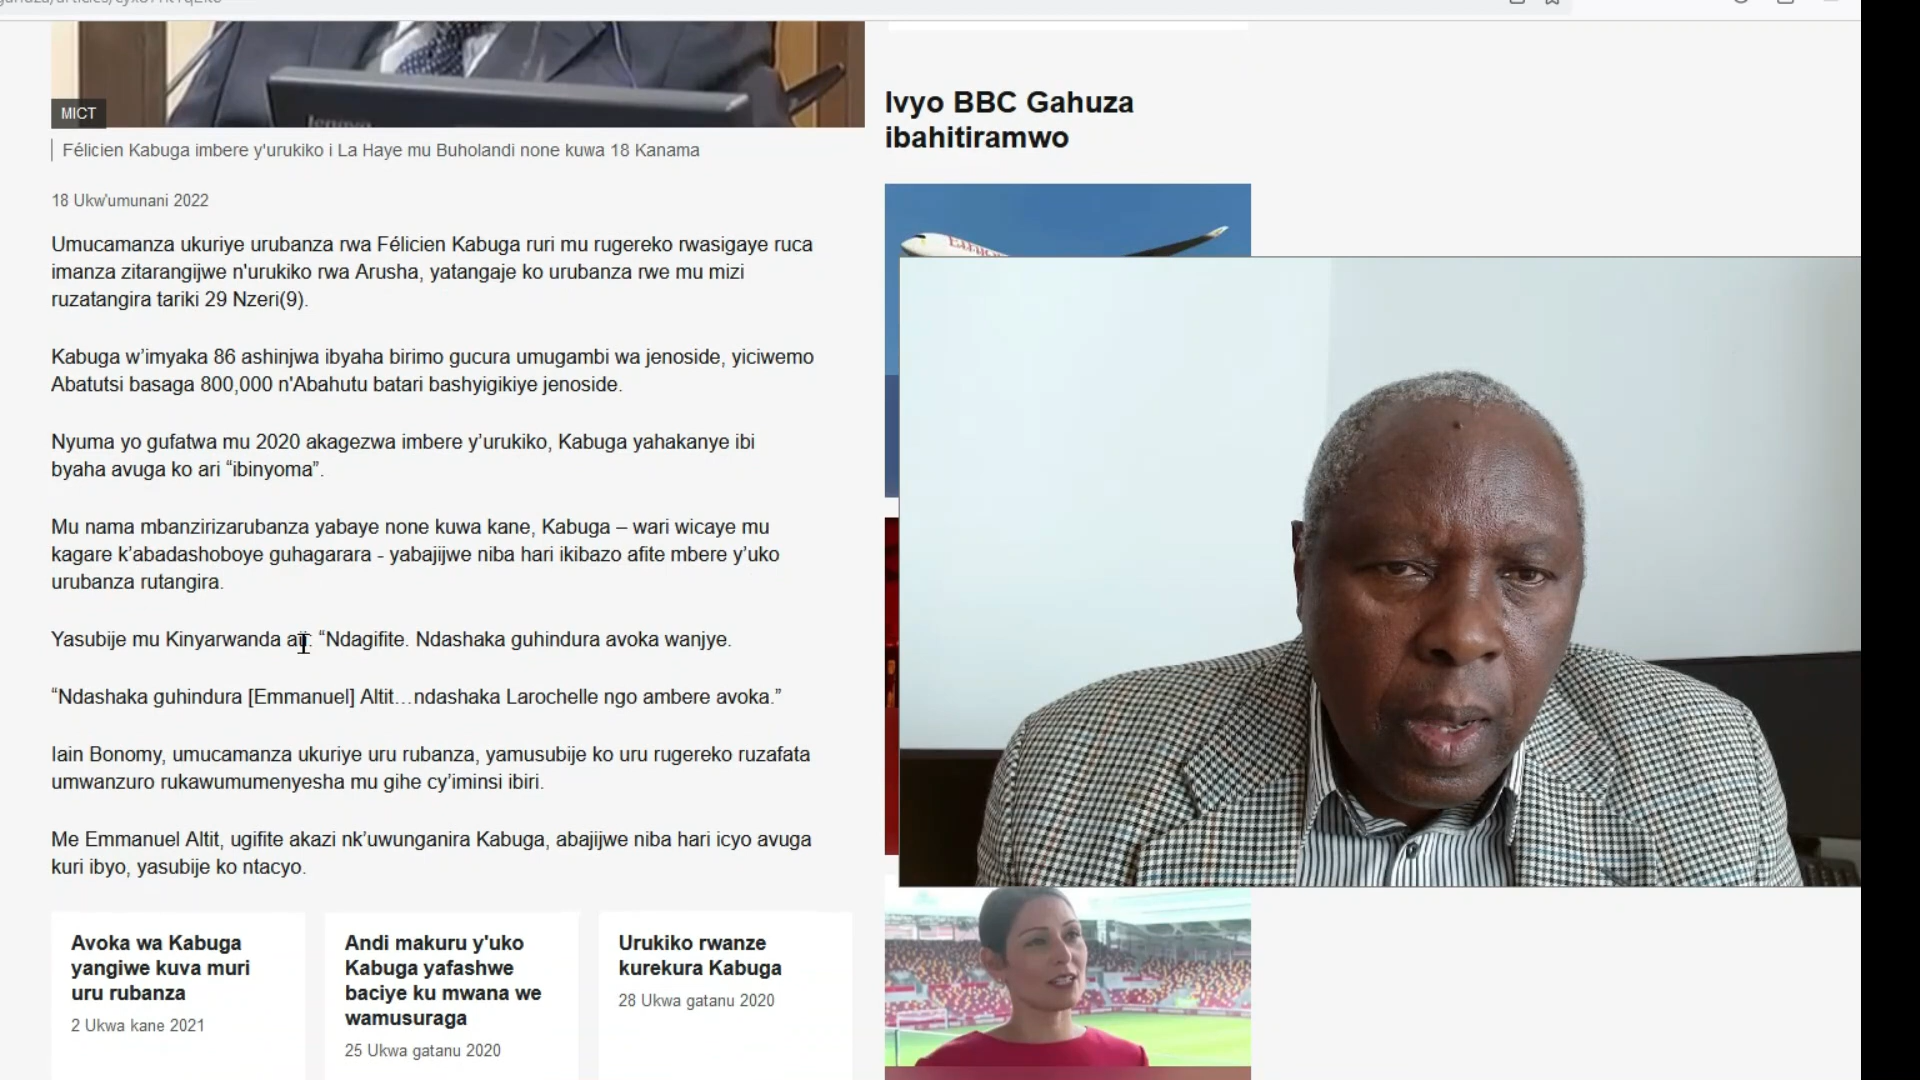 MICT
Félicien Kabuga imbere y'urukiko i La Haye mu Buholandi none kuwa 18 Kanama
18 Ukw'umunani 2022
Umucamanza ukuriye urubanza rwa Félicien Kabuga ruri mu rugereko rwasigaye ruca
imanza zitarangijwe n'urukiko rwa Arusha, yatangaje ko urubanza rwe mu mizi
ruzatangira tariki 29 Nzeri(9).
Kabuga w’imyaka 86 ashinjwa ibyaha birimo gucura umugambi wa jenoside, yiciwemo
Abatutsi basaga 800,000 n'Abahutu batari bashyigikiye jenoside.
Nyuma yo gufatwa mu 2020 akagezwa imbere y’urukiko, Kabuga yahakanye ibi
byaha avuga ko ari “ibinyoma”.
Mu nama mbanzirizarubanza yabaye none kuwa kane, Kabuga – wari wicaye mu
kagare k’abadashoboye guhagarara - yabajijwe niba hari ikibazo afite mbere y’uko
urubanza rutangira.
Yasubije mu Kinyarwanda “Ndagifite. Ndashaka guhindura avoka wanjye.
“Ndashaka guhindura [Emmanuel] Altit…ndashaka Larochelle ngo ambere avoka.”
Iain Bonomy, umucamanza ukuriye uru rubanza, yamusubije ko uru rugereko ruzafata
umwanzuro rukawumumenyesha mu gihe cy’iminsi ibiri.
Me Emmanuel Altit, ugifite akazi nk’uwunganira Kabuga, abajijwe niba hari icyo avuga
kuri ibyo, yasubije ko ntacyo.
Avoka wa Kabuga
yangiwe kuva muri
uru rubanza
2 Ukwa kane 2021
Andi makuru y'uko
Kabuga yafashwe
baciye ku mwana we
wamusuraga
25 Ukwa gatanu 2020
Urukiko rwanze
kurekura Kabuga
28 Ukwa gatanu 2020
Ivyo BBC Gahuza
ibahitiramwo